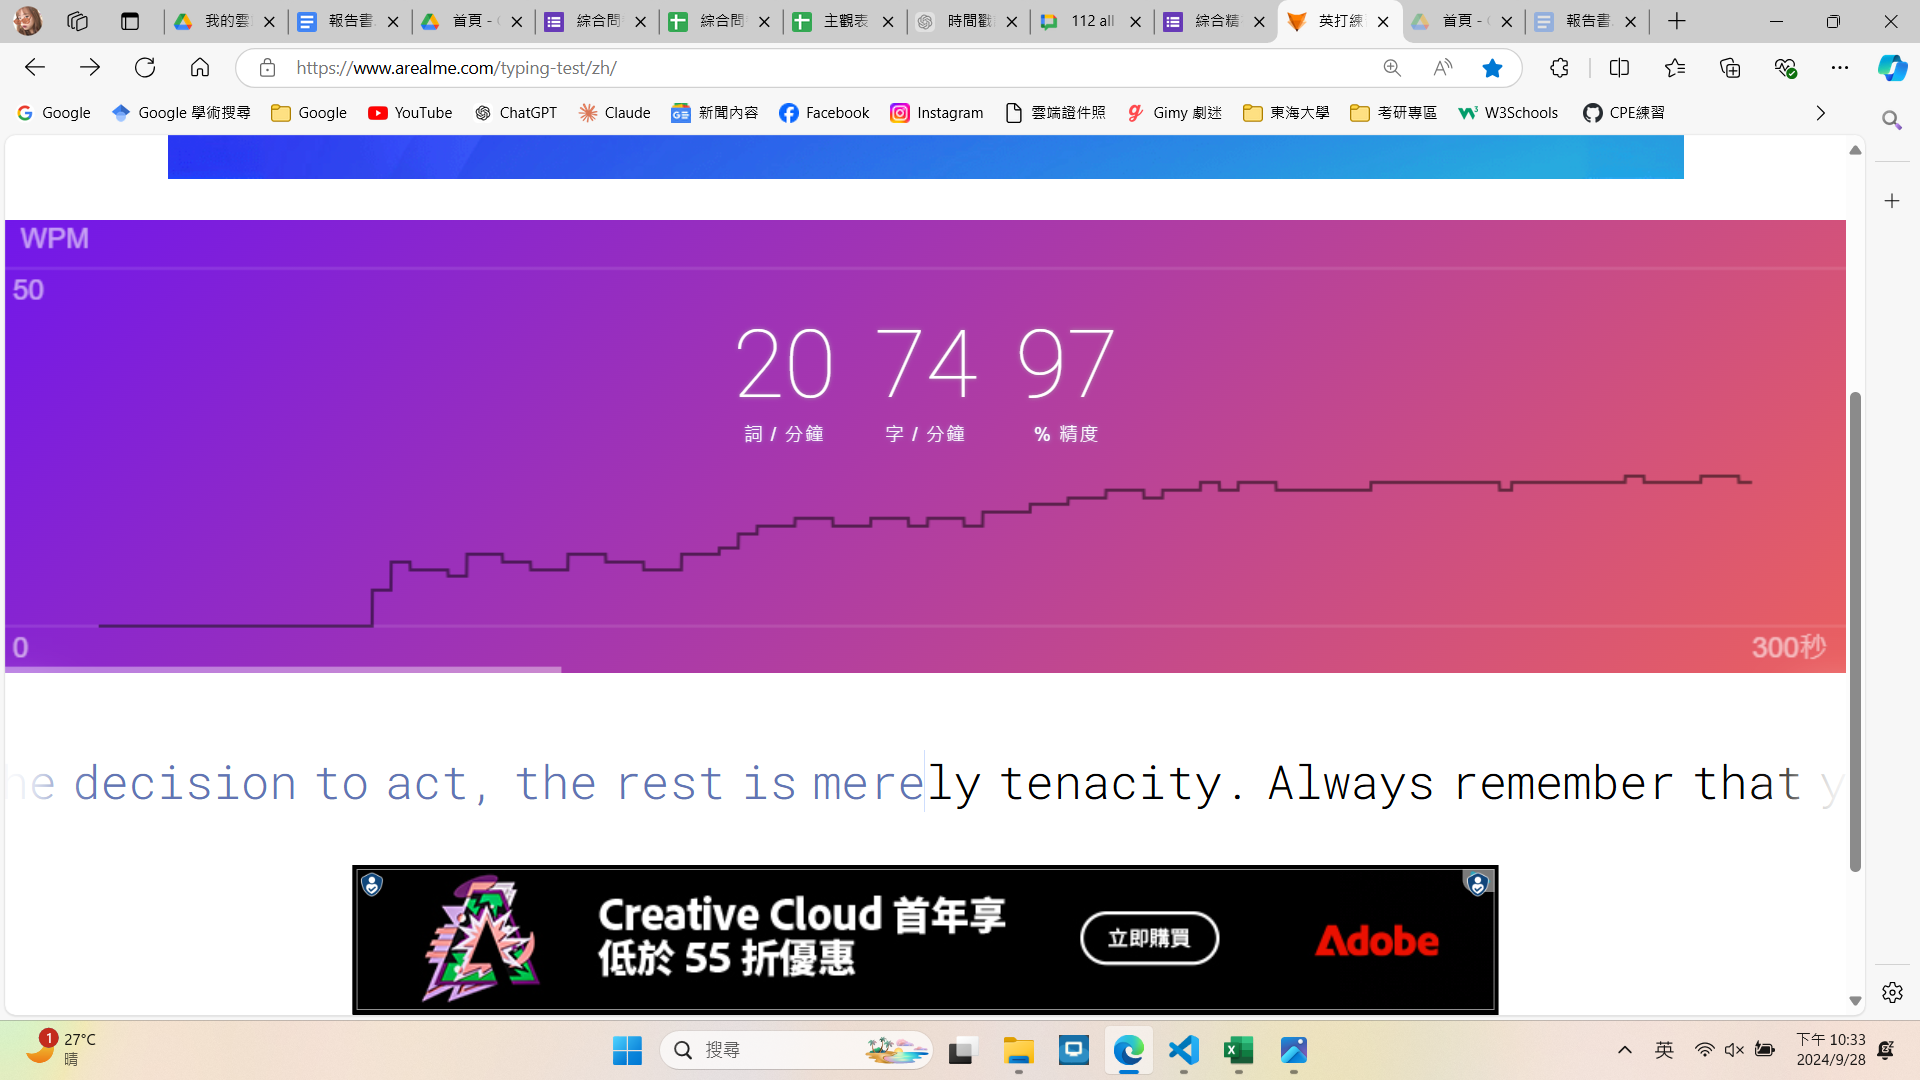 我的雲
報告書
首頁 - 
綜合問
綜合問
主觀表
時間戳
112 all
綜合精
英打練
首頁 - 
報告書
https://www.arealme.com/typing-test/zh/
Google
Google 學術搜尋
Google
YouTube
ChatGPT
Claude
新聞內容
Facebook
Instagram
雲端證件照
Gimy 劇迷
東海大學
考研專區
W3Schools
CPE練習
WPM
50
20 74 97
詞 / 分鐘 字 / 分鐘 % 精度
0
300秒
he decision to act, the rest is merely tenacity. Always remember that y
Creative Cloud 首年享
低於 55 折優惠
立即購買
Adobe
1
27°C
晴
搜尋
英
下午 10:33
2024/9/28